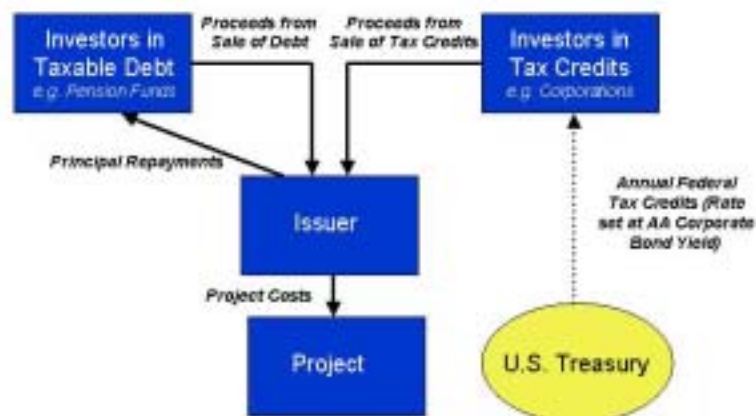 Investors in
Taxable Debt
e.g. Pension Funds
Proceeds from
Sale of Debt
Proceeds from
Sale of Tax Credits
Investors in
Tax Credits
e.g. Corporations
Principal Repayments
Issuer
Annual Federal
Tax Credits (Rate
set at AA Corporate
Bond Yield)
Project Costs
Project
U.S. Treasury